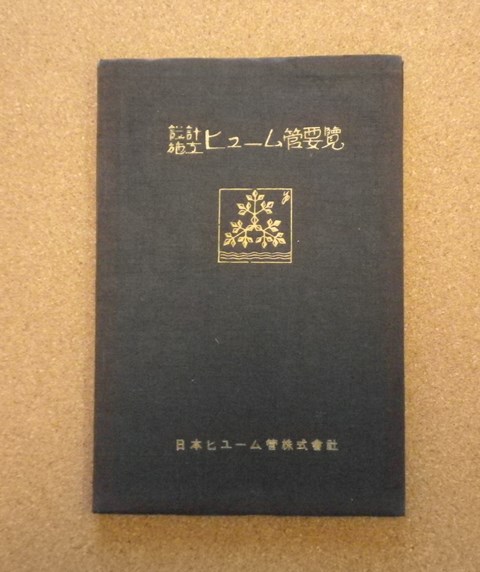 設計
施工 ヒューム管要覧
日本ヒューム管株式會社